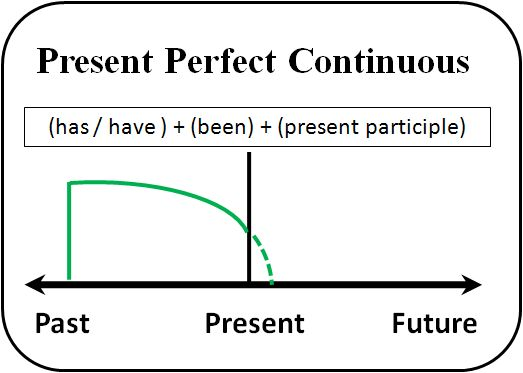 Present Perfect Continuous
(has / have ) + (been) + (present participle)
Past Present Future